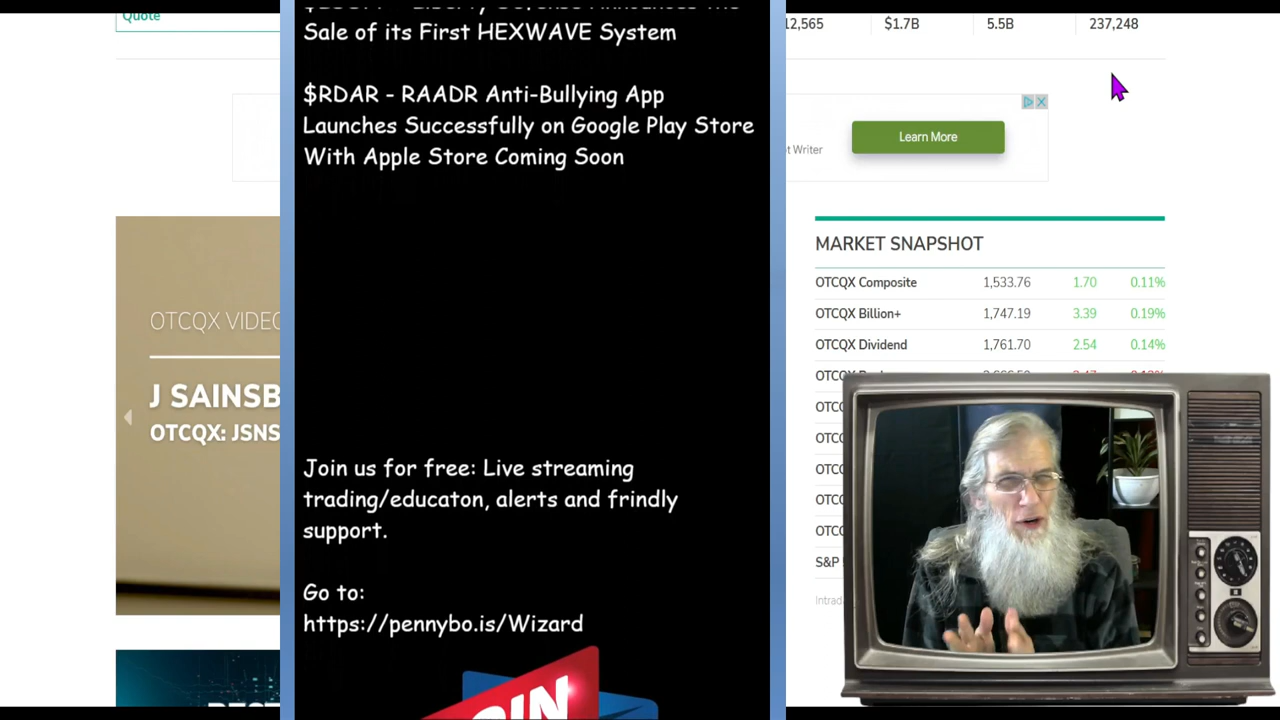 Quote
12,565 $1.7B 5.5B 237,248
Sale of its First HEXWAVE System
$RDAR - RAADR Anti-Bullying App
Launches Successfully on Google Play Store
With Apple Store Coming Soon
Learn More
Writer
OTCQX VIDEO
J SAINSB
OTCQX: JSNS
MARKET SNAPSHOT
OTCQX Composite 1,533.76 1.70 0.11%
OTCQX Billion+ 1,747.19 3.39 0.19%
OTCQX Dividend 1,761.70 2.54 0.14%
S&P
Intrad
Join us for free: Live streaming
trading/educaton, alerts and frindly
support.
Go to:
https://pennybo.is/Wizard